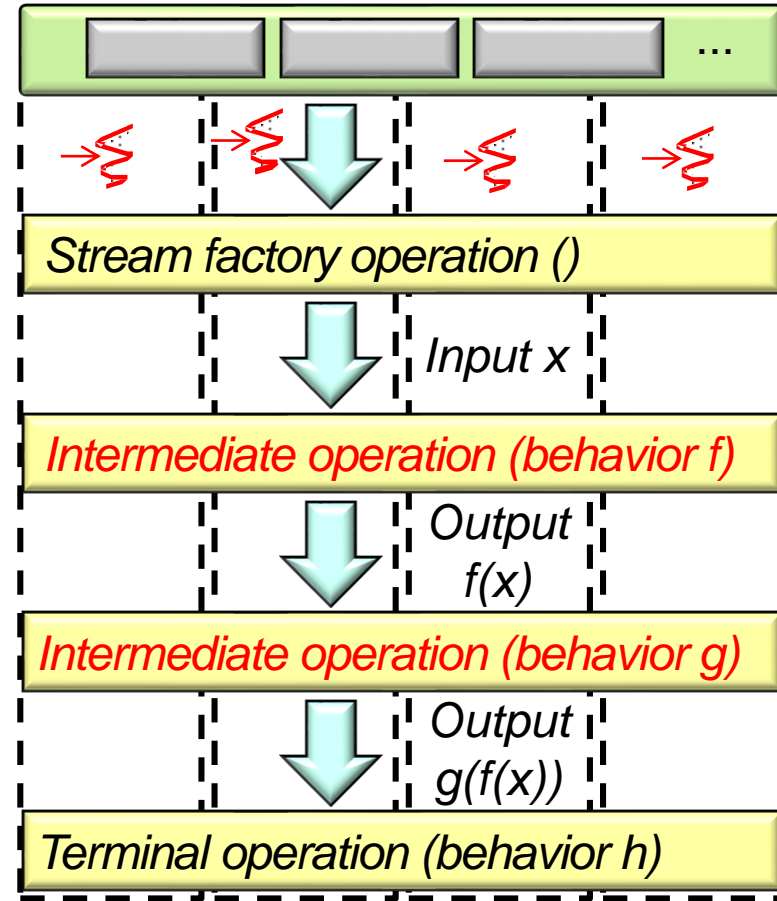 ...
Stream factory operation ()
Input x
Intermediate operation (behavior f)
Output
f(x)
Intermediate operation (behavior g)
Output
g(f(x))
Terminal operation (behavior h)